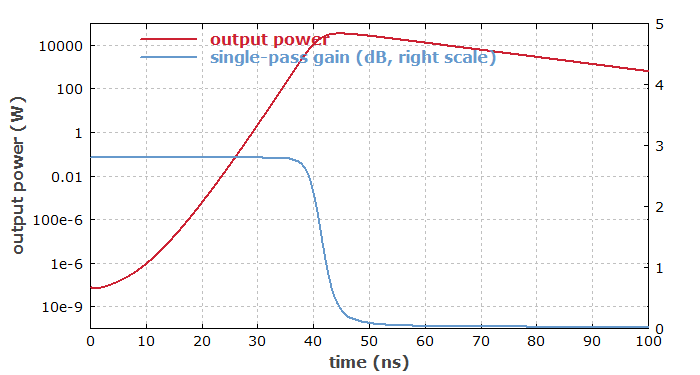 output power
single-pass gain (dB, right scale)
output power (W)
10000
100
1
0.01
100e-6
1e-6
10e-9
5
4
3
2
1
0
0 10 20 30 40 50 60 70 80 90 100
time (ns)